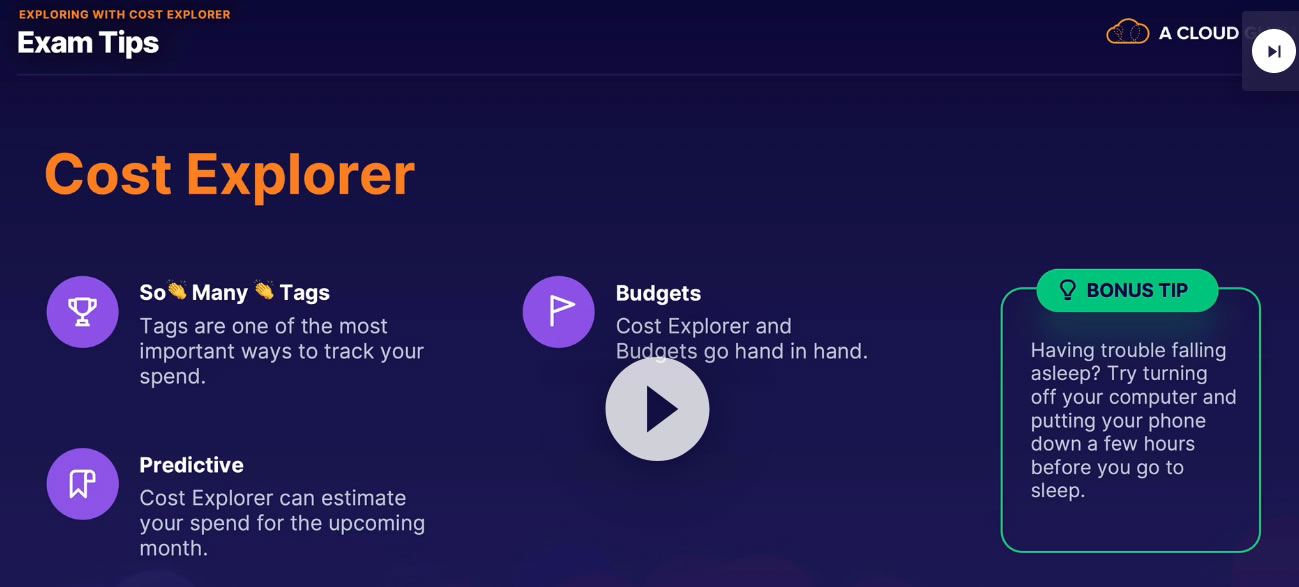 EXPLORING WITH COST EXPLORER
Exam Tips
A CLOUD
Cost Explorer
So👏 Many 👏 Tags
Tags are one of the most
important ways to track your
spend.
Budgets
Cost Explorer and
Budgets go hand in hand.
Predictive
Cost Explorer can estimate
your spend for the upcoming
month.
BONUS TIP
Having trouble falling
asleep? Try turning
off your computer and
putting your phone
down a few hours
before you go to
sleep.